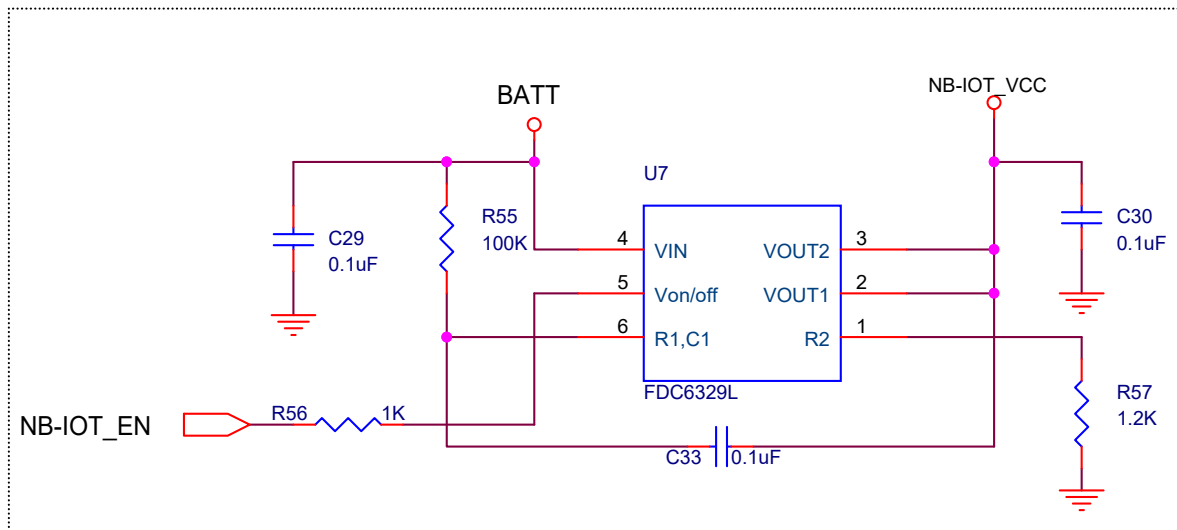 BATT
NB-IOT_VCC
U7
C29
0.1uF
R55
100K
4
VIN
VOUT2
3
C30
0.1uF
5
Von/off
VOUT1
2
6
R1,C1
R2
1
FDC6329L
R57
1.2K
NB-IOT_EN
R56
1K
C33
0.1uF